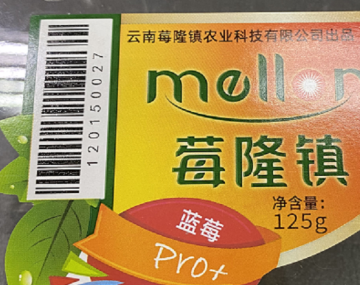 云南莓隆镇农业科技有限公司出品
mellon
莓隆镇
净含量:
125g
蓝莓
Pro+
120150027